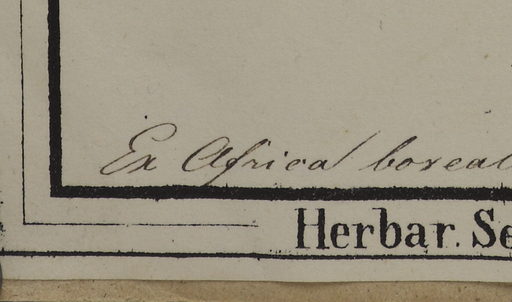 Ex Africa boreal
Herbar. Se